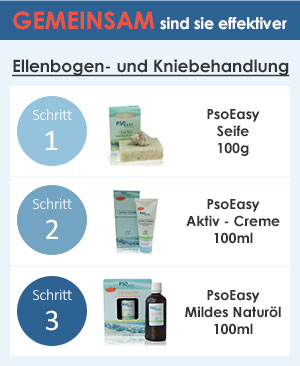 GEMEINSAM sind sie effektiver
Ellenbogen- und Kniebehandlung
Schritt
1
PsoEasy
Seife
100g
Schritt
2
PsoEasy
Aktiv - Creme
100ml
Schritt
3
PsoEasy
Mildes Naturöl
100ml